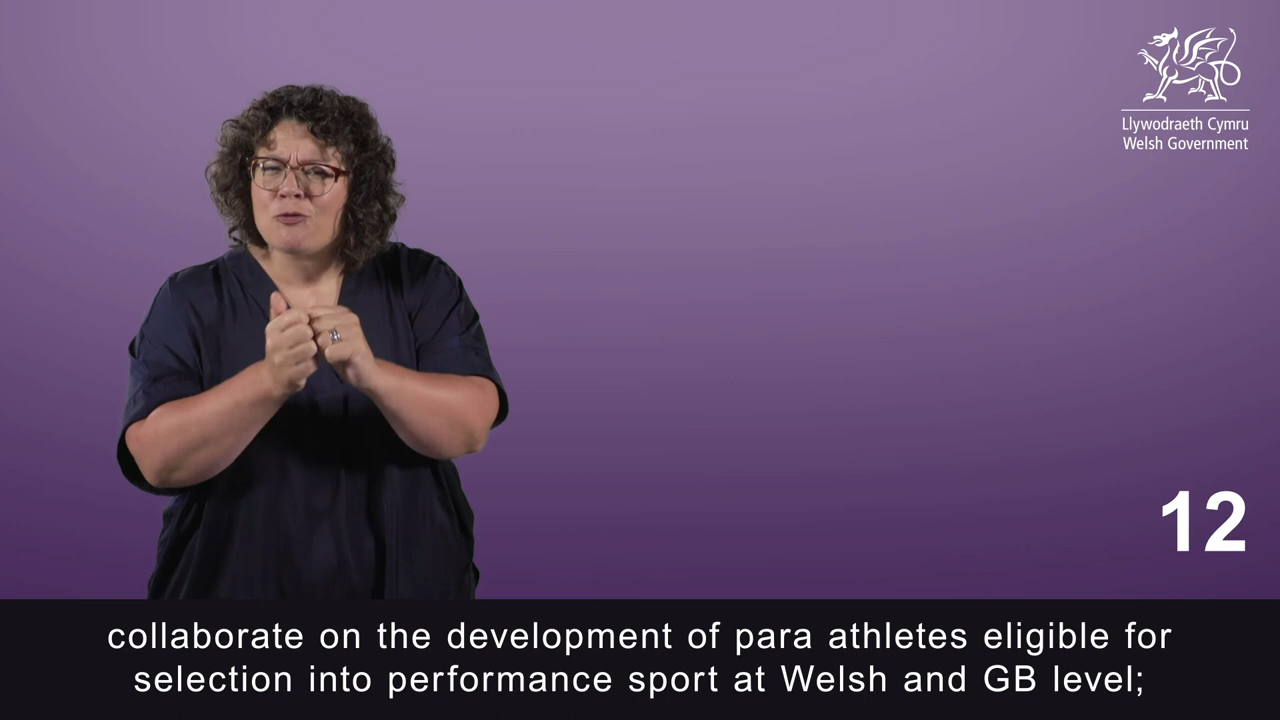 Llywodraeth Cymru
Welsh Government
12
collaborate on the development of para athletes eligible for
selection into performance sport at Welsh and GB level;